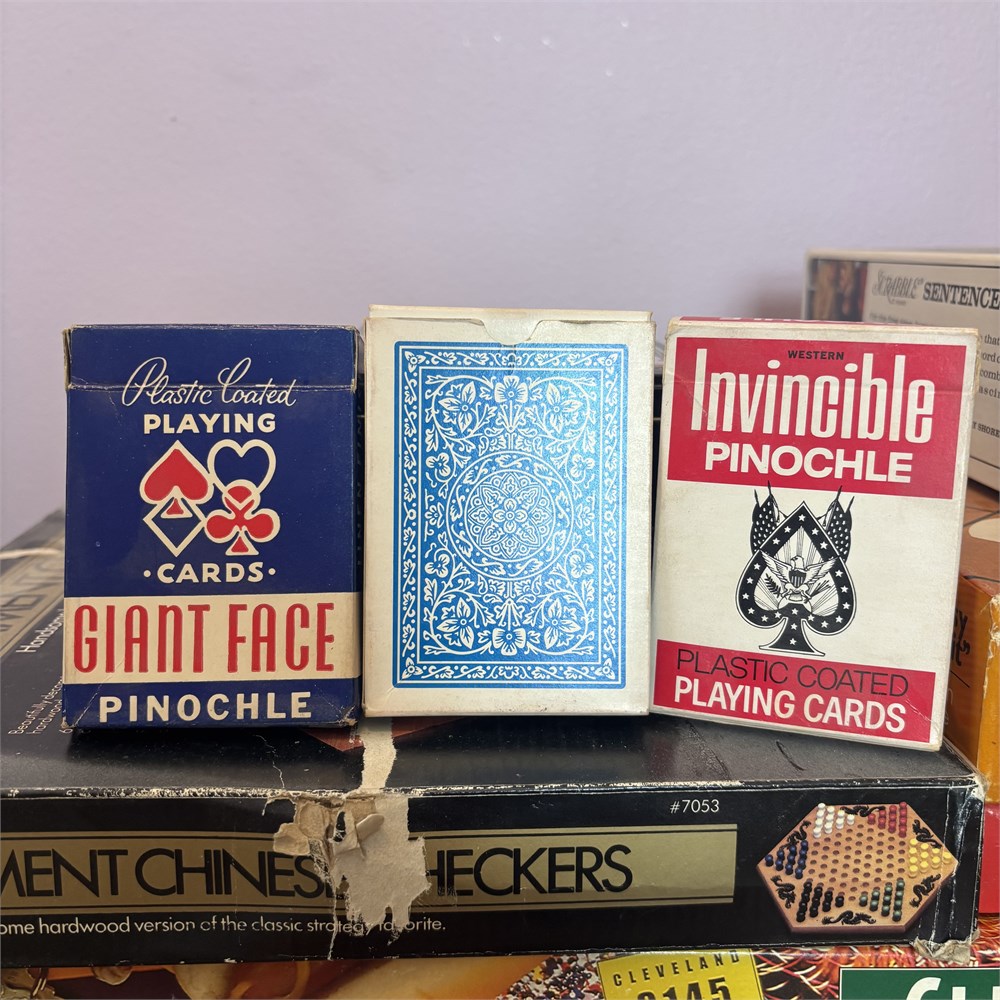 Plastic Coated
PLAYING
CARDS
GIANT FACE
PINOCHLE
WESTERN
Invincible
PINOCHLE
PLASTIC COATED
PLAYING CARDS
SCRABBLE SENTENCE
#7053
MENT CHINESE CHECKERS
ome hardwood version of the classic strategy favorite.
CLEVELAND